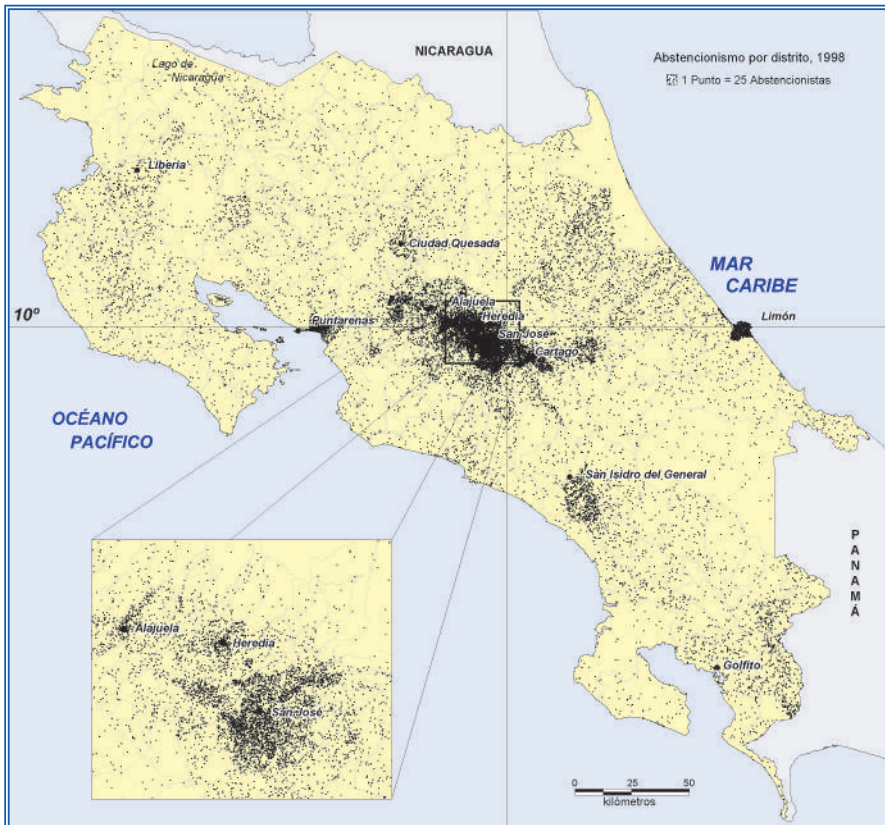 NICARAGUA
Abstencionismo por distrito, 1998
1 Punto = 25 Abstencionistas
Lago de
Nicaragua
Liberia
Ciudad Quesada
MAR
CARIBE
10º
Alajuela
Heredia
Puntarenas
San José
Limón
Cartago
OCÉANO
PACÍFICO
San Isidro del General
PANAMÁ
Alajuela
Heredia
San José
Golfito
0 25 50
kilómetros